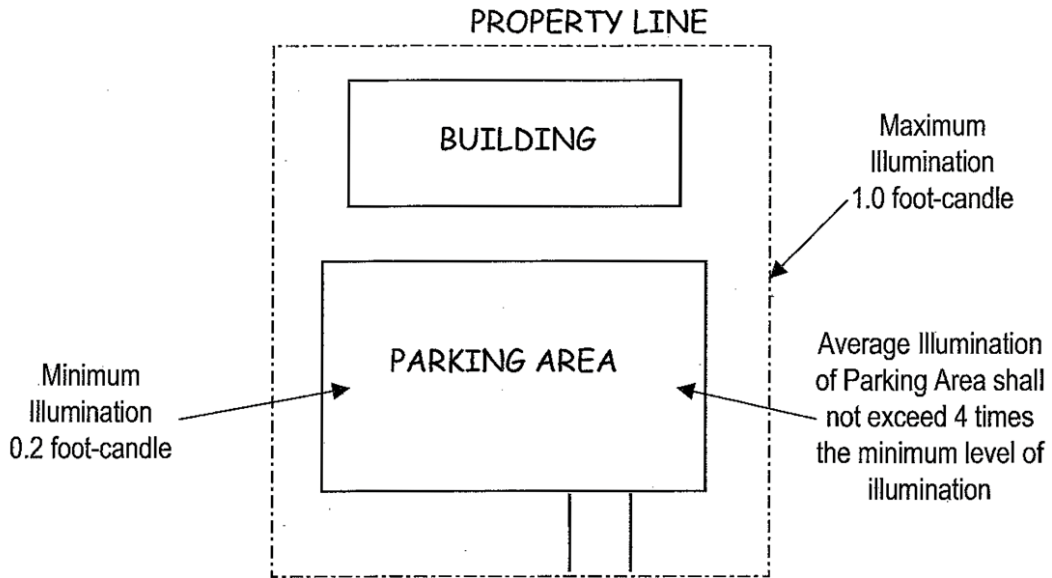 PROPERTY LINE
BUILDING
Maximum
Illumination
1.0 foot-candle
PARKING AREA
Minimum
Illumination
0.2 foot-candle
Average Illumination
of Parking Area shall
not exceed 4 times
the minimum level of
illumination